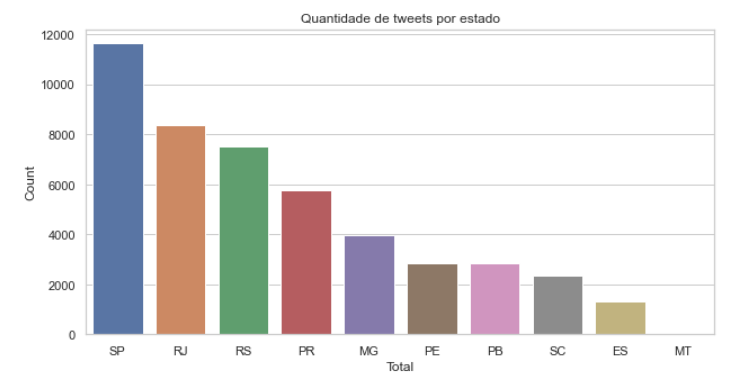 Quantidade de tweets por estado
12000
10000
8000
6000
4000
2000
0
Count
SP RJ RS PR MG PE PB SC ES MT
Total